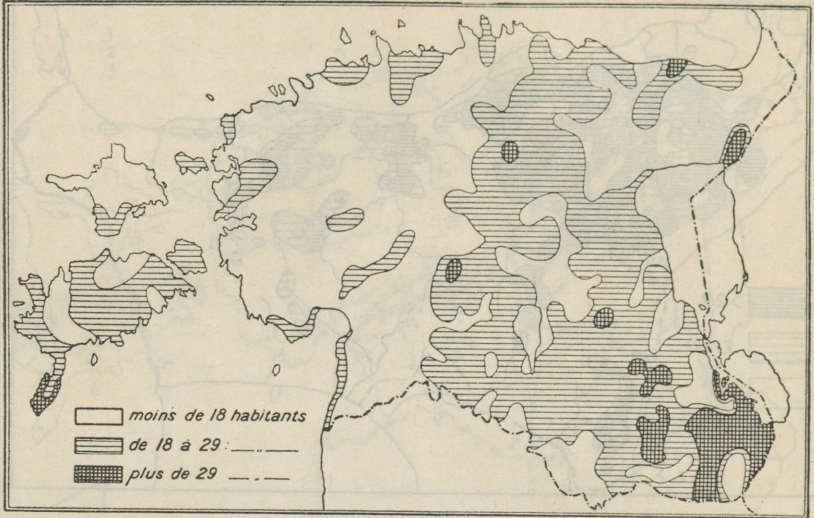 moins de 18 habitants
de 18 à 29 : — „ —
plus de 29 — „ —